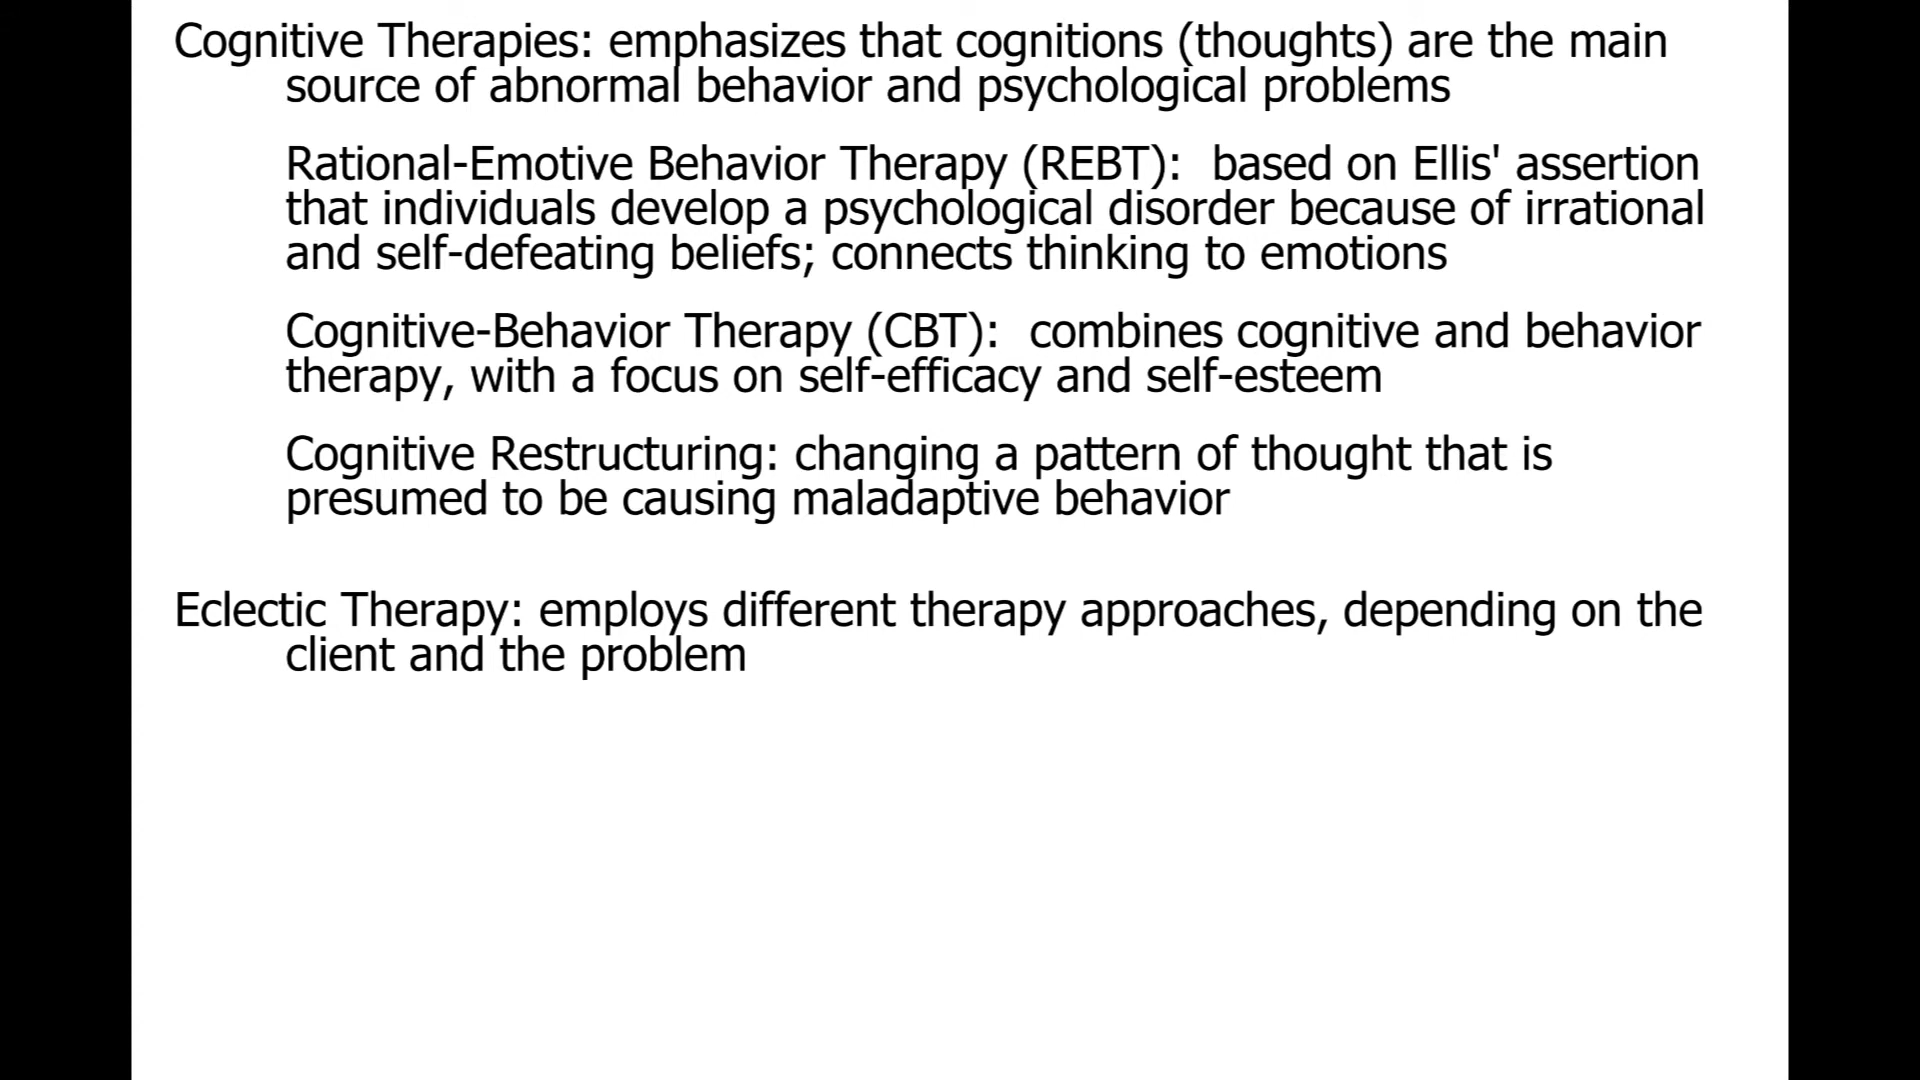 Cognitive Therapies: emphasizes that cognitions (thoughts) are the main
source of abnormal behavior and psychological problems
Rational-Emotive Behavior Therapy (REBT):  based on Ellis' assertion
that individuals develop a psychological disorder because of irrational
and self-defeating beliefs; connects thinking to emotions
Cognitive-Behavior Therapy (CBT):  combines cognitive and behavior
therapy, with a focus on self-efficacy and self-esteem
Cognitive Restructuring: changing a pattern of thought that is
presumed to be causing maladaptive behavior
Eclectic Therapy: employs different therapy approaches, depending on the
client and the problem